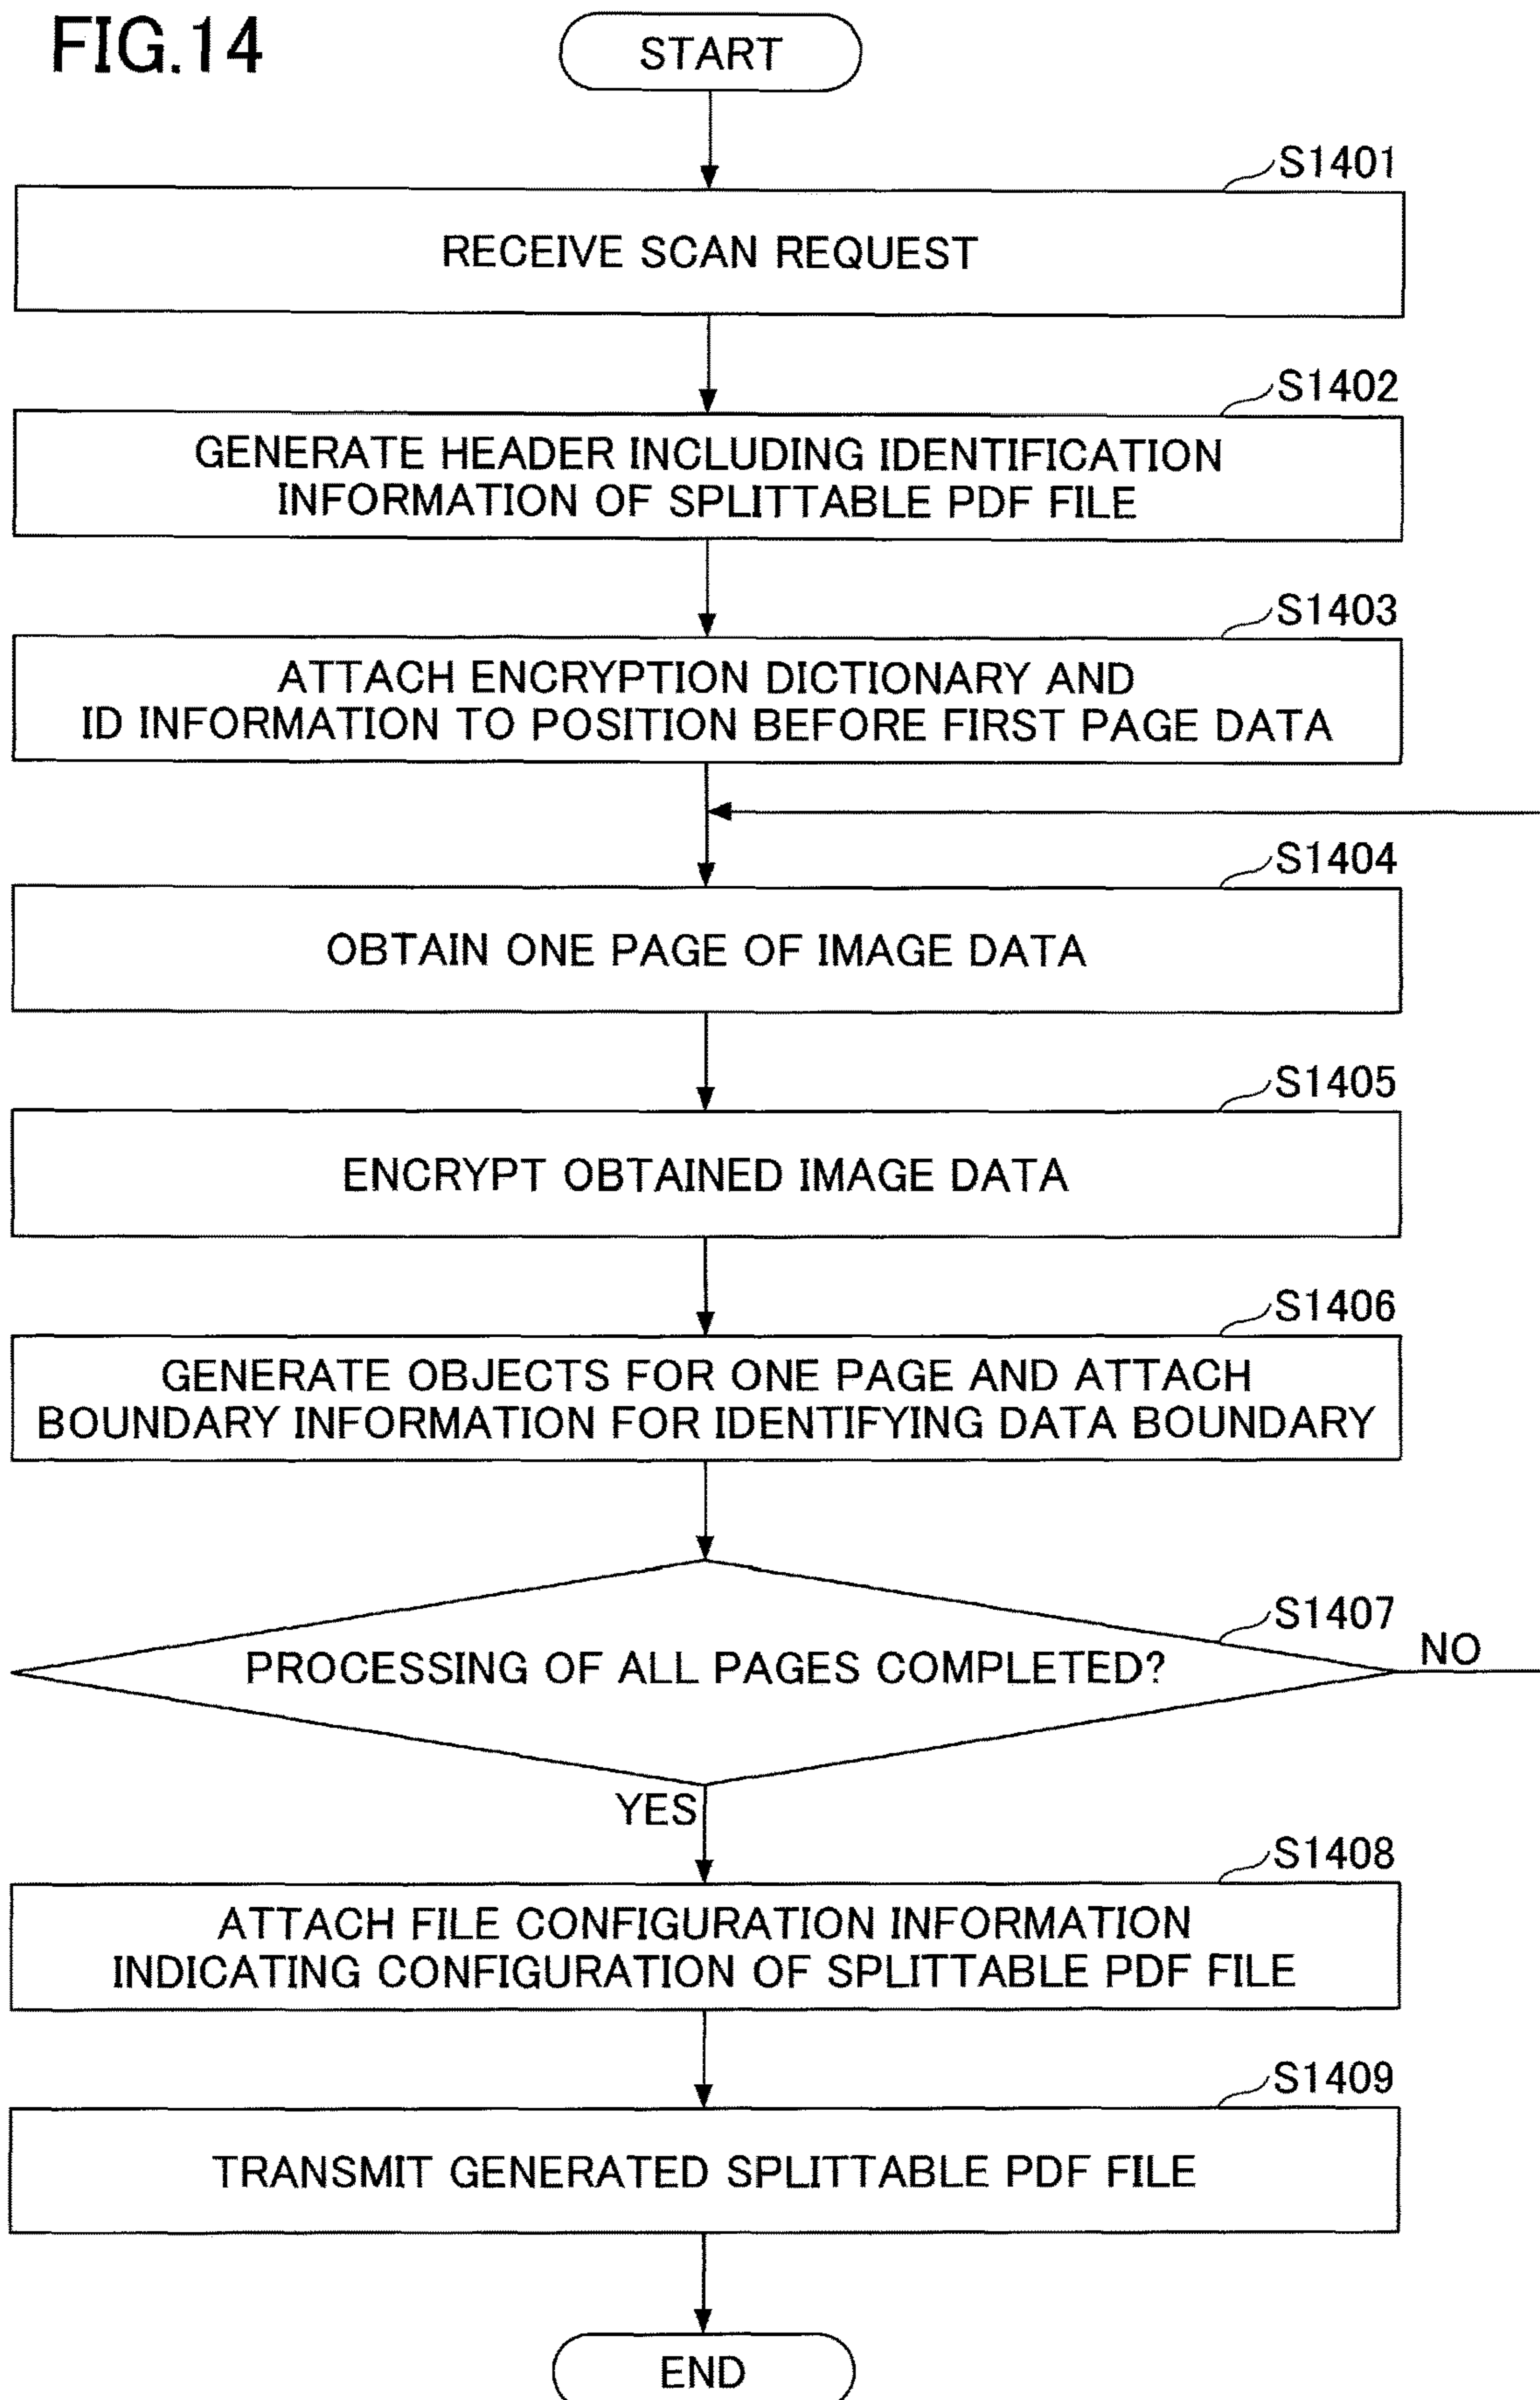 FIG.14
START
S1401
RECEIVE SCAN REQUEST
S1402
GENERATE HEADER INCLUDING IDENTIFICATION
INFORMATION OF SPLITTABLE PDF FILE
S1403
ATTACH ENCRYPTION DICTIONARY AND
ID INFORMATION TO POSITION BEFORE FIRST PAGE DATA
S1404
OBTAIN ONE PAGE OF IMAGE DATA
S1405
ENCRYPT OBTAINED IMAGE DATA
S1406
GENERATE OBJECTS FOR ONE PAGE AND ATTACH
BOUNDARY INFORMATION FOR IDENTIFYING DATA BOUNDARY
S1407
PROCESSING OF ALL PAGES COMPLETED?
NO
YES
S1408
ATTACH FILE CONFIGURATION INFORMATION
INDICATING CONFIGURATION OF SPLITTABLE PDF FILE
S1409
TRANSMIT GENERATED SPLITTABLE PDF FILE
END